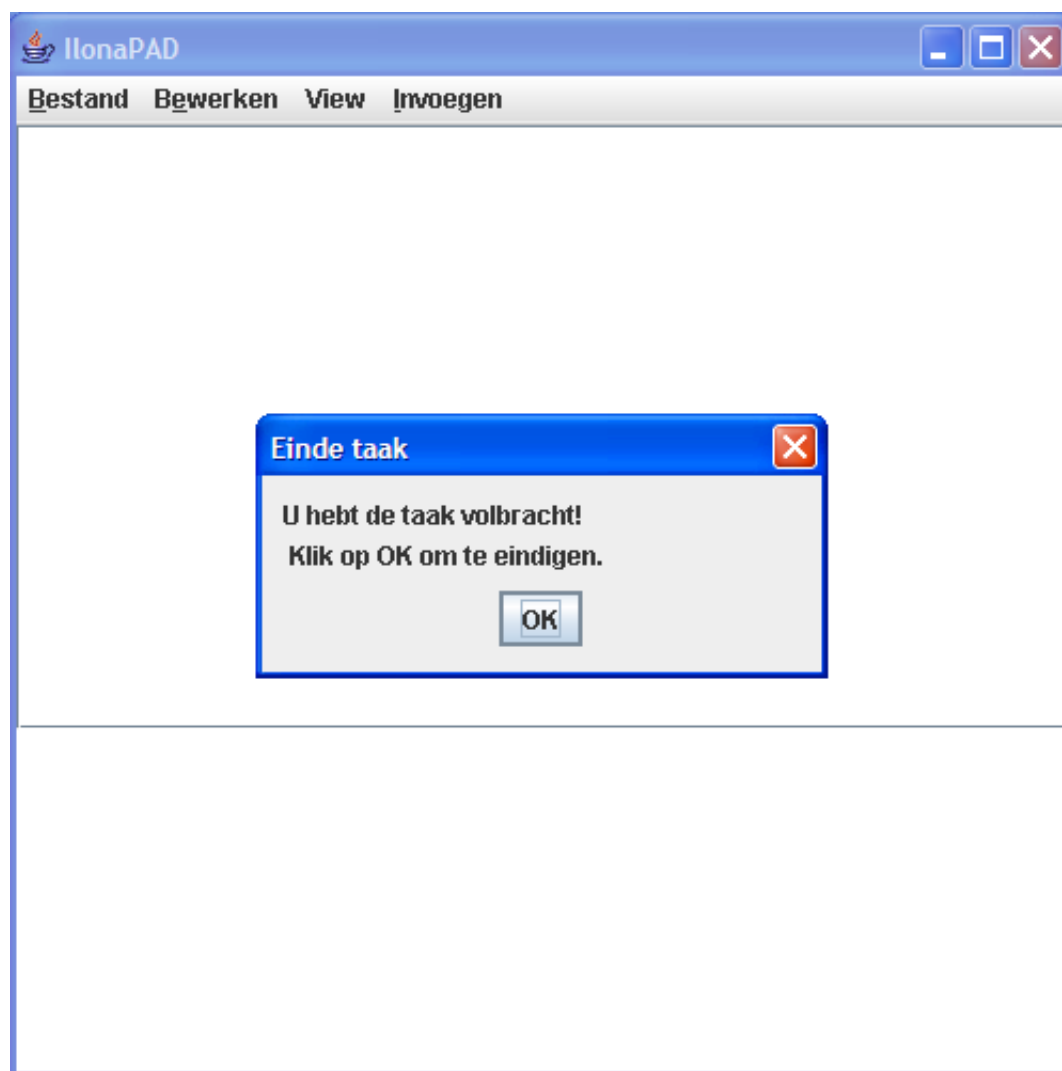 IlonaPAD
Bestand Bewerken View Invoegen
Einde taak
U hebt de taak volbracht!
Klik op OK om te eindigen.
OK